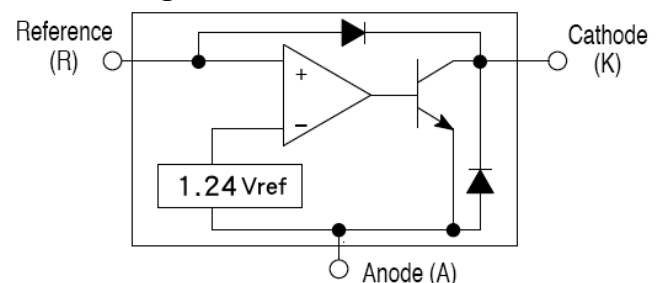 Reference
(R)
Cathode
(K)
+
−
1.24 Vref
Anode (A)